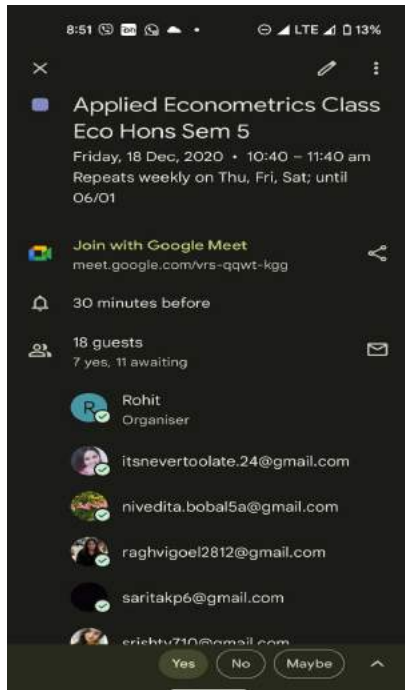 8:51 LTE 13%
Applied Econometrics Class
Eco Hons Sem 5
Friday, 18 Dec, 2020 • 10:40 – 11:40 am
Repeats weekly on Thu, Fri, Sat; until
06/01
Join with Google Meet
meet.google.com/vrs-qqwt-kgg
30 minutes before
18 guests
7 yes, 11 awaiting
R
Rohit
Organiser
itsnevertoolate.24@gmail.com
nivedita.bobal5a@gmail.com
raghvigoel2812@gmail.com
saritakp6@gmail.com
srishty710@gmail.com
Yes No Maybe